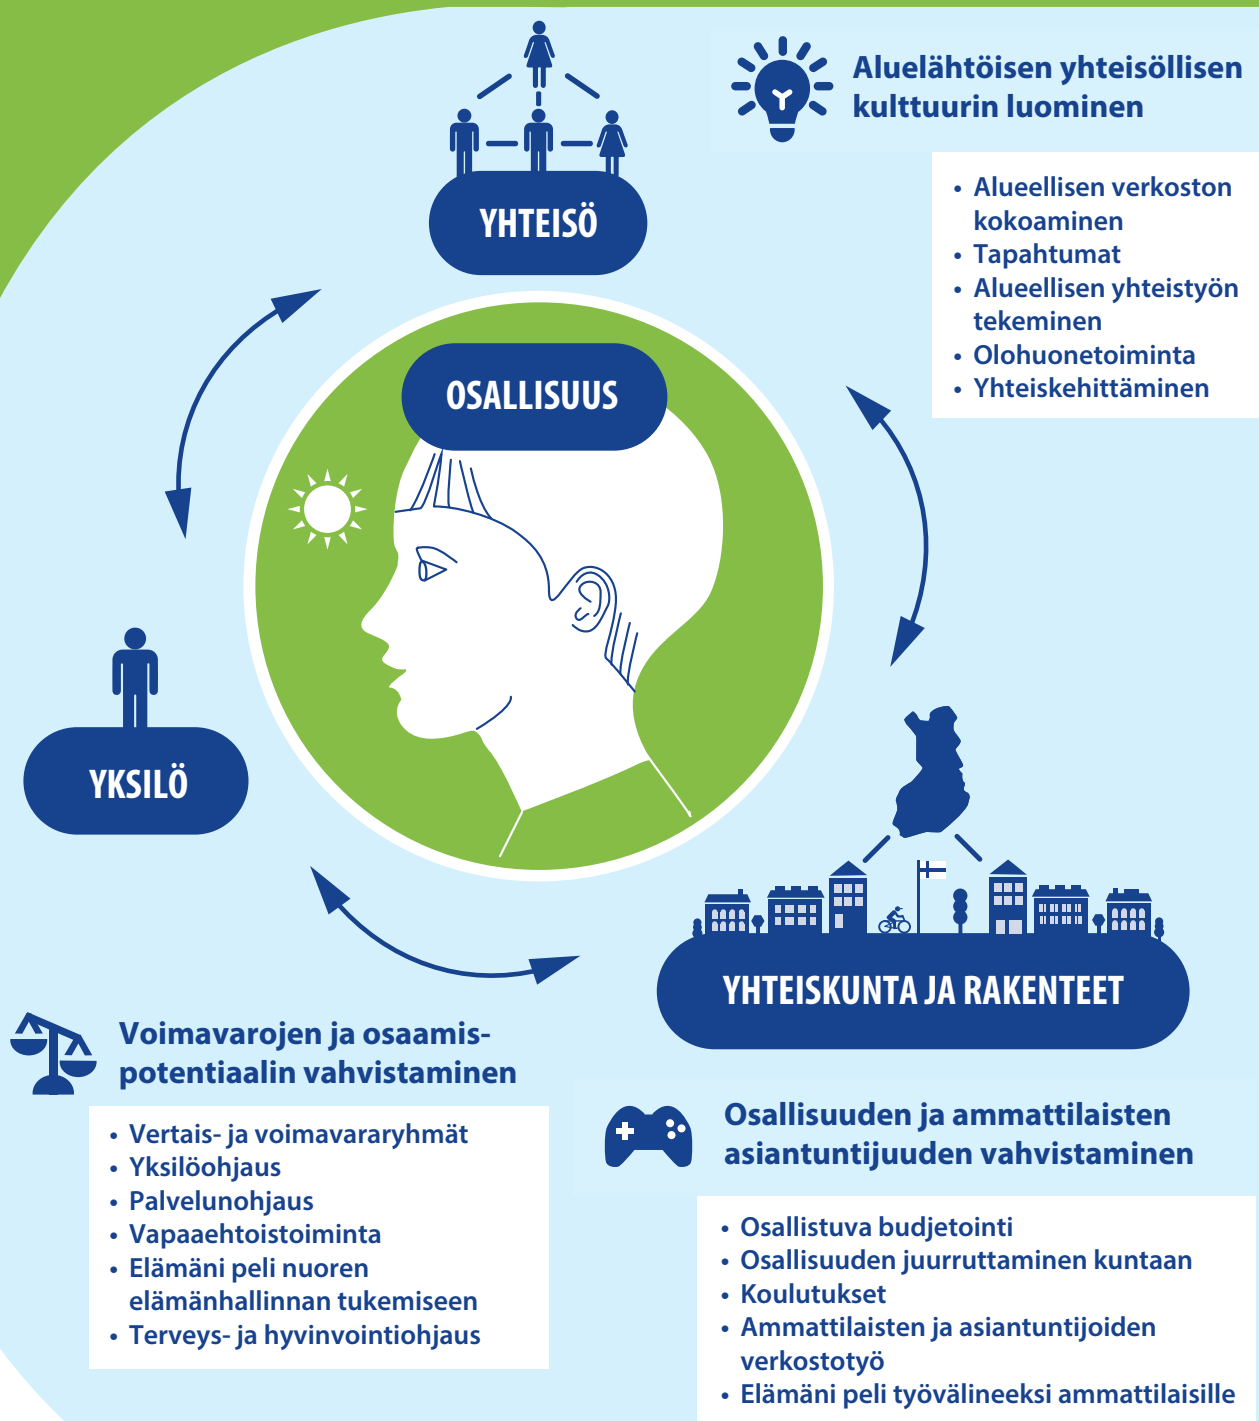 YHTEISÖ
Aluelähtöisen yhteisöllisen
kulttuurin luominen
• Alueellisen verkoston
kokoaminen
• Tapahtumat
• Alueellisen yhteistyön
tekeminen
• Olohuonetoiminta
• Yhteiskehittäminen
OSALLISUUS
YKSILÖ
YHTEISKUNTA JA RAKENTEET
Voimavarojen ja osaamis-
potentiaalin vahvistaminen
• Vertais- ja voimavararyhmät
• Yksilöohjaus
• Palvelunohjaus
• Vapaaehtoistoiminta
• Elämäni peli nuoren
elämänhallinnan tukemiseen
• Terveys- ja hyvinvointiohjaus
Osallisuuden ja ammattilaisten
asiantuntijuuden vahvistaminen
• Osallistuva budjetointi
• Osallisuuden juurruttaminen kuntaan
• Koulutukset
• Ammattilaisten ja asiantuntijoiden
verkostotyö
• Elämäni peli työvälineeksi ammattilaisille